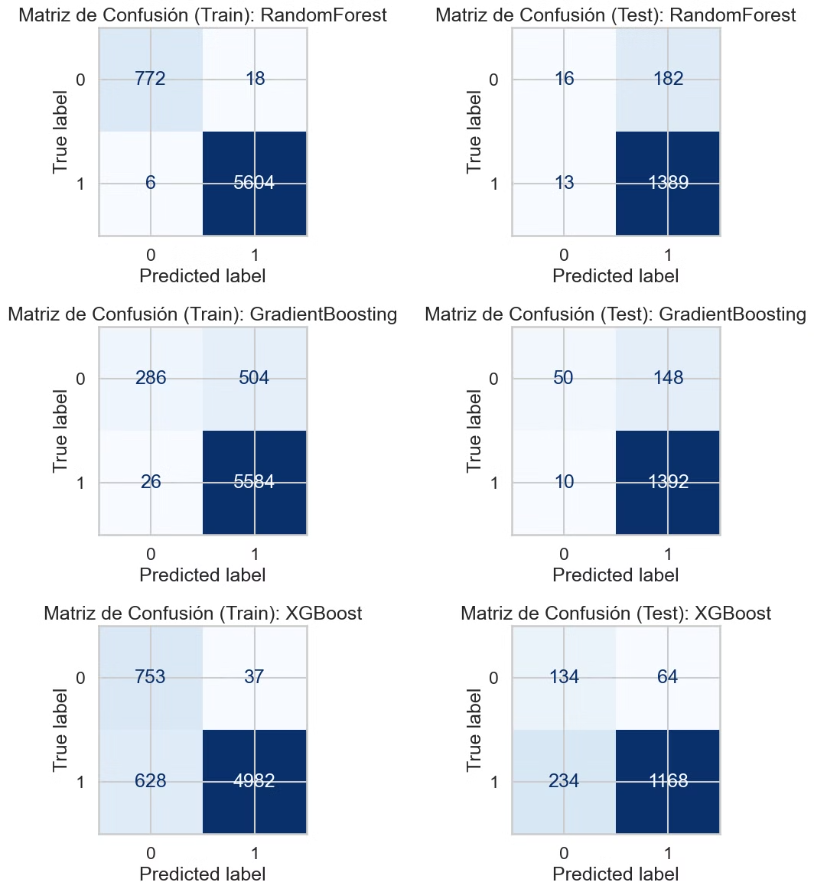 Matriz de Confusión (Train): RandomForest
0
772
18
True label
1
6
5604
0
1
Predicted label
Matriz de Confusión (Test): RandomForest
0
16
182
True label
1
13
1389
0
1
Predicted label
Matriz de Confusión (Train): GradientBoosting
0
286
504
True label
1
26
5584
0
1
Predicted label
Matriz de Confusión (Test): GradientBoosting
0
50
148
True label
1
10
1392
0
1
Predicted label
Matriz de Confusión (Train): XGBoost
0
753
37
True label
1
628
4982
0
1
Predicted label
Matriz de Confusión (Test): XGBoost
0
134
64
True label
1
234
1168
0
1
Predicted label